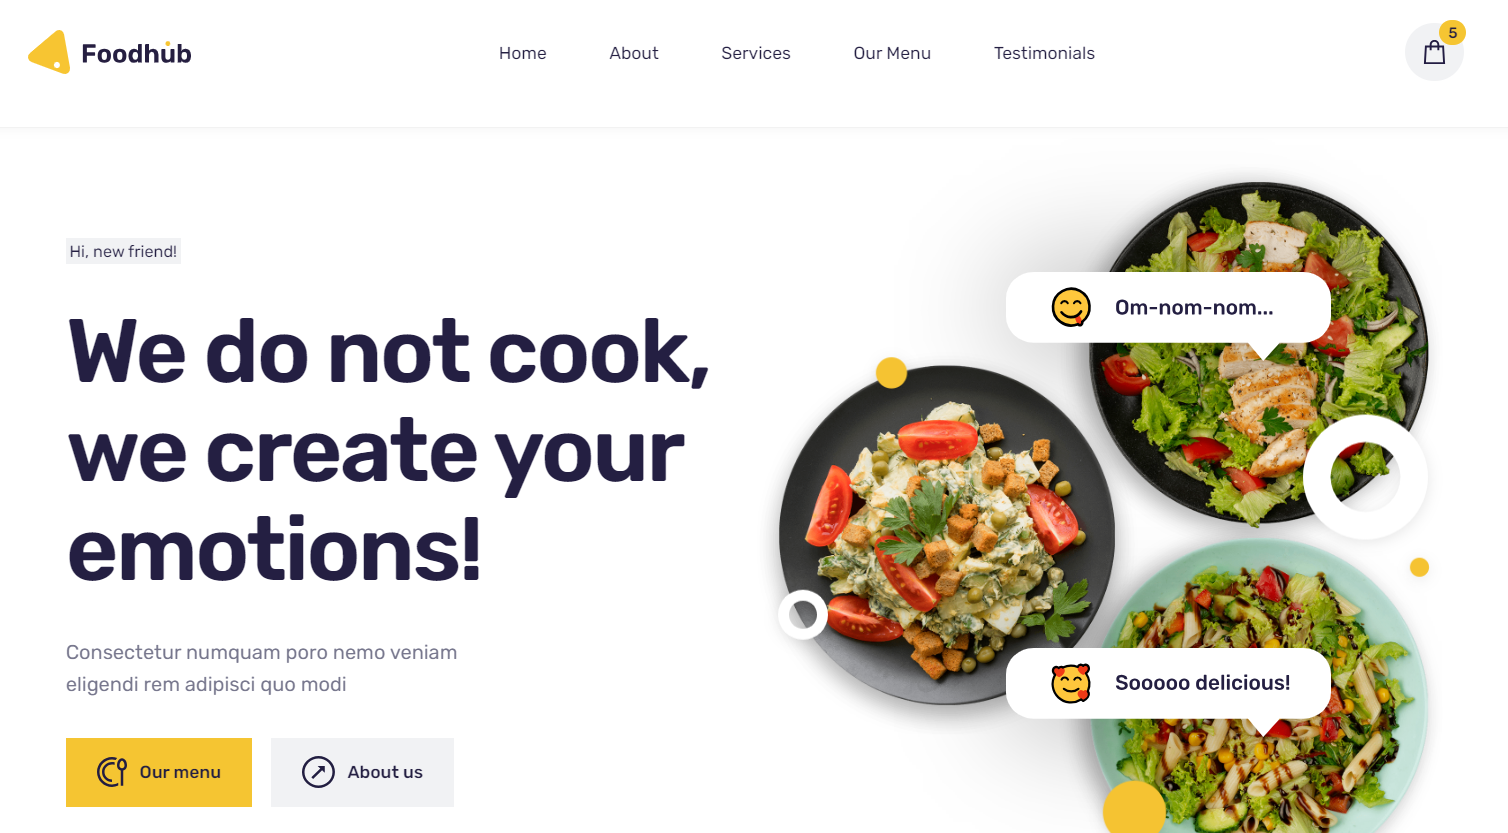 Foodhub
Home About Services Our Menu Testimonials
5
Hi, new friend!
We do not cook,
we create your
emotions!
Consectetur numquam poro nemo veniam
eligendi rem adipisci quo modi
Our menu
About us
Om-nom-nom...
Sooooo delicious!